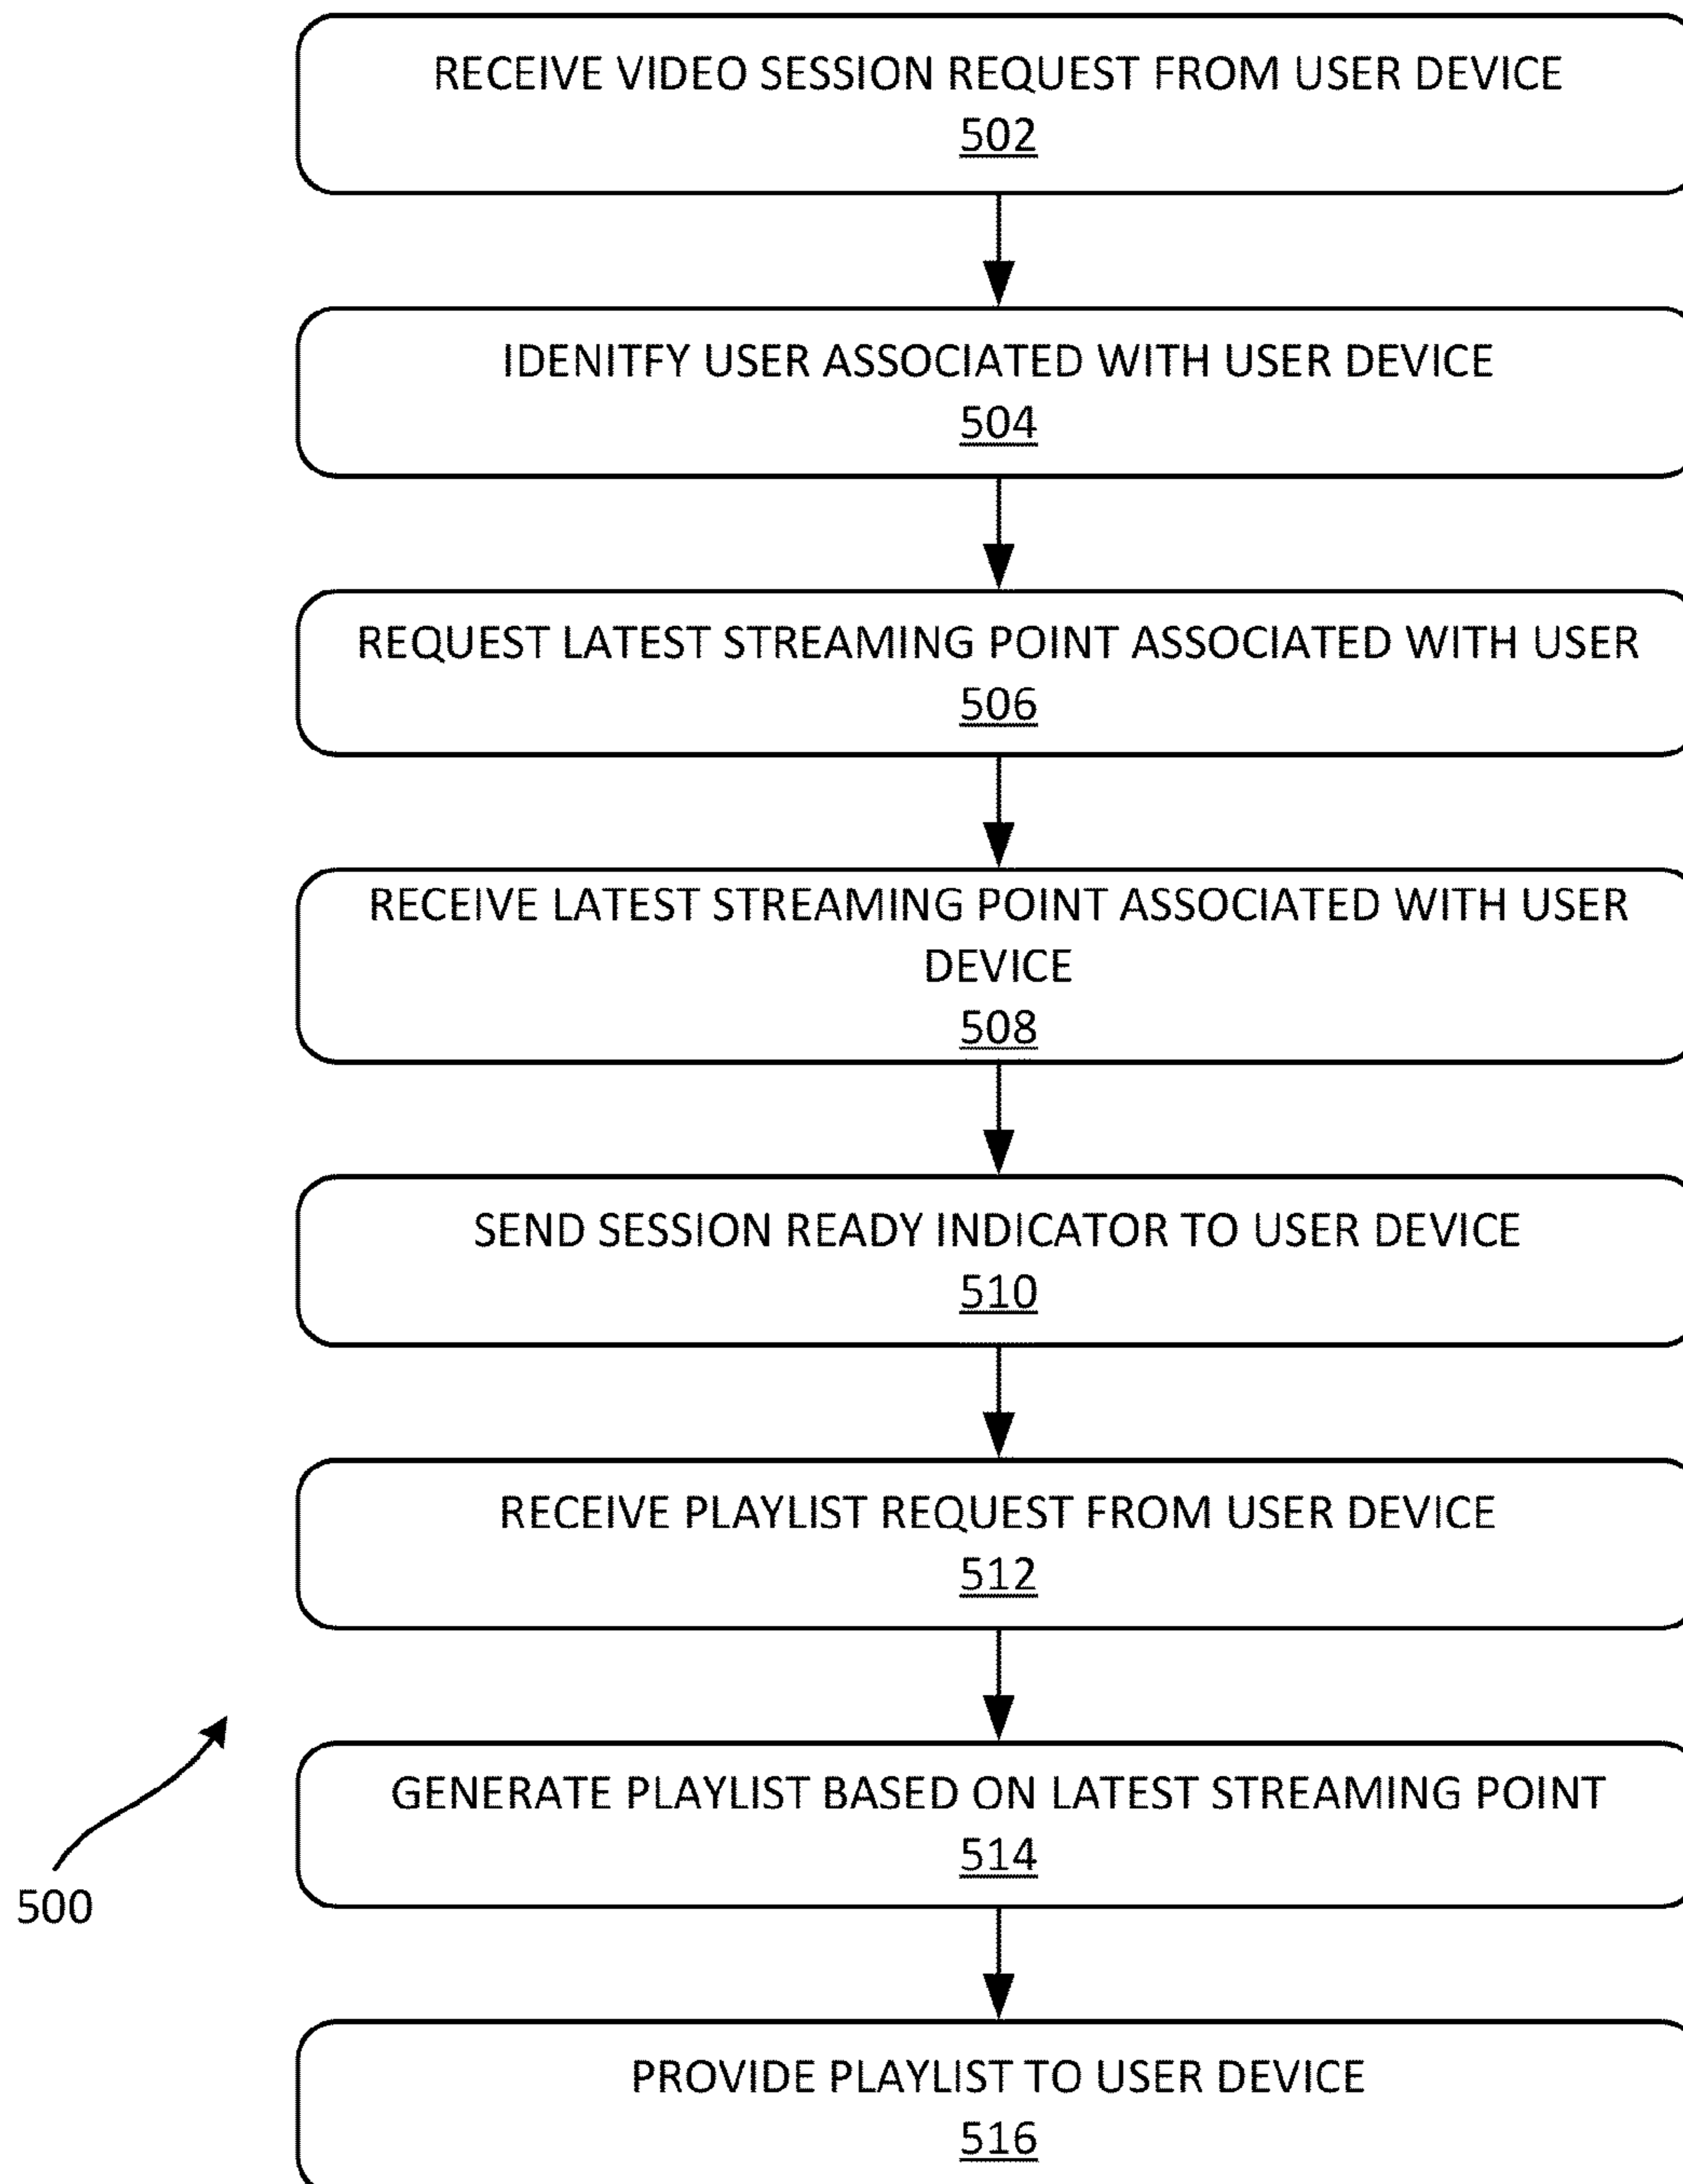 RECEIVE VIDEO SESSION REQUEST FROM USER DEVICE
502
IDENITFY USER ASSOCIATED WITH USER DEVICE
504
REQUEST LATEST STREAMING POINT ASSOCIATED WITH USER
506
RECEIVE LATEST STREAMING POINT ASSOCIATED WITH USER
DEVICE
508
SEND SESSION READY INDICATOR TO USER DEVICE
510
RECEIVE PLAYLIST REQUEST FROM USER DEVICE
512
GENERATE PLAYLIST BASED ON LATEST STREAMING POINT
514
500
PROVIDE PLAYLIST TO USER DEVICE
516